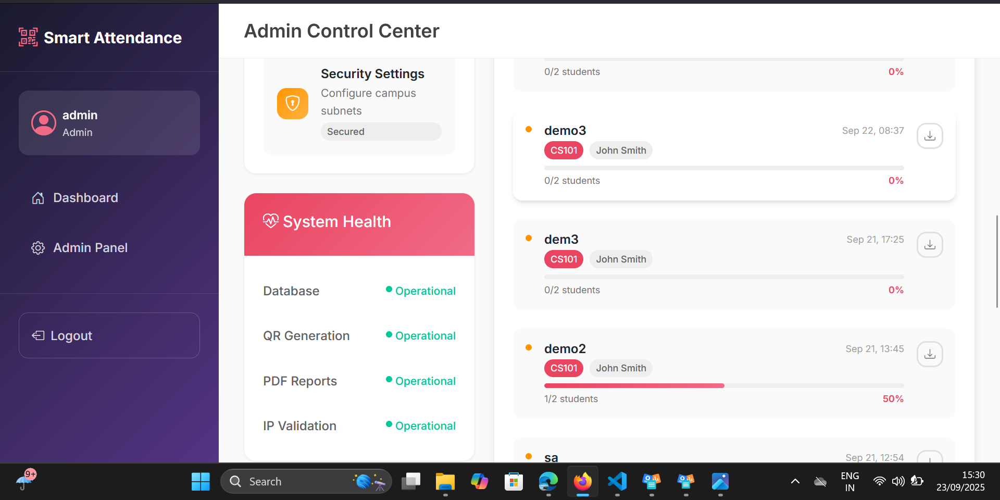 Smart Attendance
admin
Admin
Dashboard
Admin Panel
Logout
Admin Control Center
Security Settings
Configure campus
subnets
Secured
System Health
Database Operational
QR Generation Operational
PDF Reports Operational
IP Validation Operational
0/2 students 0%
demo3 Sep 22, 08:37
CS101 John Smith
0/2 students 0%
dem3 Sep 21, 17:25
CS101 John Smith
0/2 students 0%
demo2 Sep 21, 13:45
CS101 John Smith
1/2 students 50%
sa Sep 21, 12:54
9+
Search
ENG
IN
15:30
23/09/2025